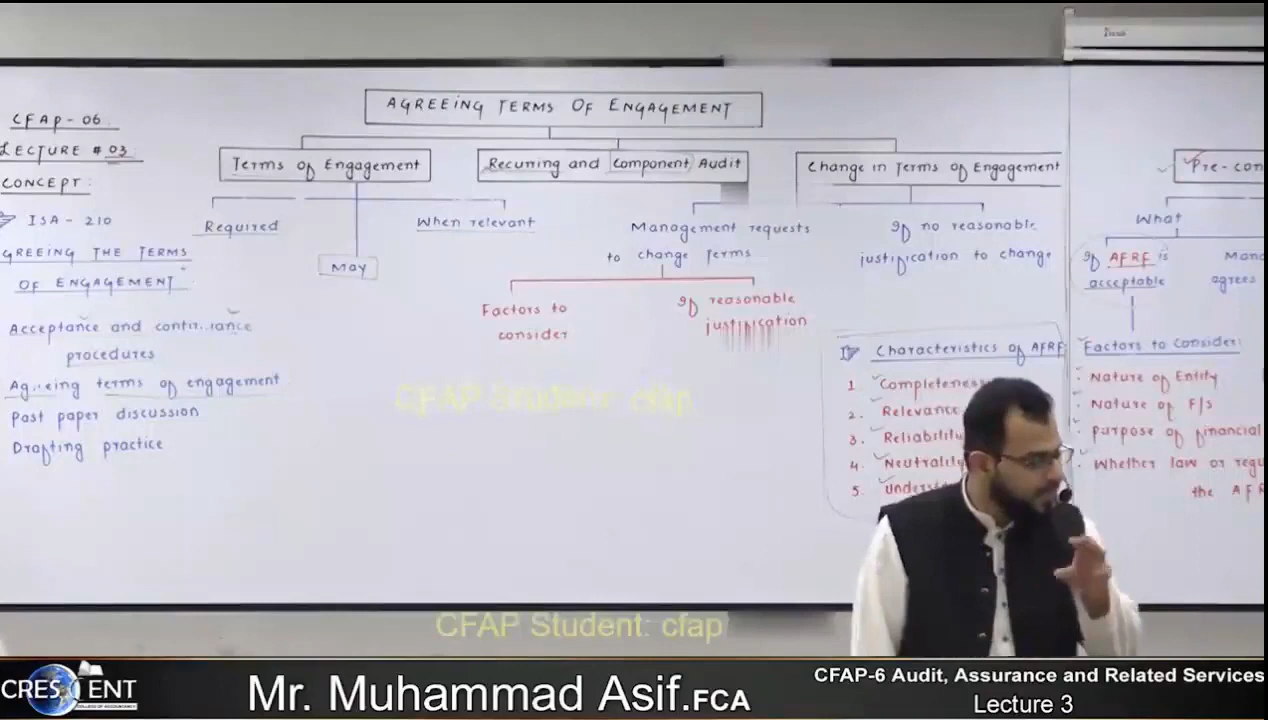 CFAP-06
LECTURE # 03
CONCEPT:
ISA-210
AGREEING THE TERMS
OF ENGAGEMENT"
Acceptance and
procedures
Agreeing terms of engagement
Past paper discussion
Drafting practice
AGREEING TERMS OF ENGAGEMENT
Terms of Engagement
Required
May
When relevant
Recurring and Component Audit
Change in Terms of Engagement
Management requests
to change Terms
Factors to
consider
If reasonable
justification
If no reasonable
justification to change
Characteristics of AFRF
1. Completeness
2. Relevance
3. Reliability
4. Neutrality
5.
Pre-con
What
If AFRF is
acceptable
agrees
Factors to Consider:
Nature of Entity
Nature of F/s
Purpose of financial
Whether law or regu
the AFR
CFAP Student: cfap
CFAP Student: cfap
CRESCENT
COLLEGE OF ACCOUNTANCY
Mr. Muhammad Asif.FCA
CFAP-6 Audit, Assurance and Related Services
Lecture 3